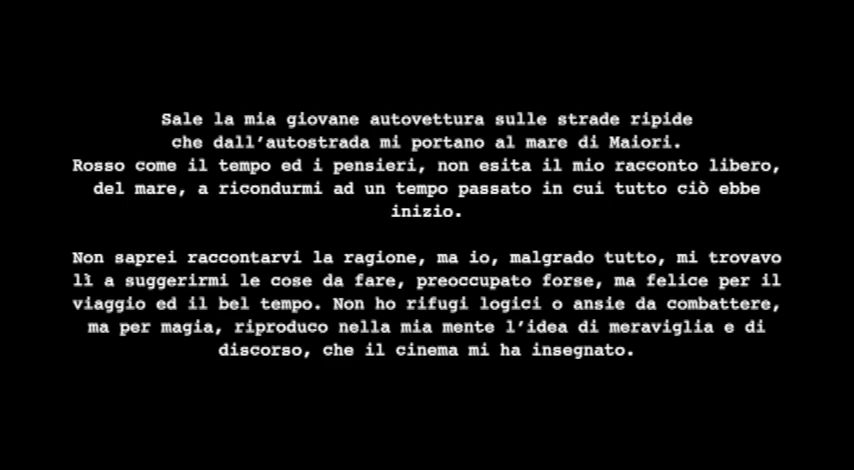 Sale la mia giovane autovettura sulle strade ripide
che dall'autostrada mi portano al mare di Maiori.
Rosso come il tempo ed i pensieri, non esita il mio racconto libero,
del mare, a ricondurmi ad un tempo passato in cui tutto ciò ebbe
inizio.
Non saprei raccontarvi la ragione, ma io, malgrado tutto, mi trovavo
lì a suggerirmi le cose da fare, preoccupato forse, ma felice per il
viaggio ed il bel tempo. Non ho rifugi logici o ansie da combattere,
ma per magia, riproduco nella mia mente l'idea di meraviglia e di
discorso, che il cinema mi ha insegnato.